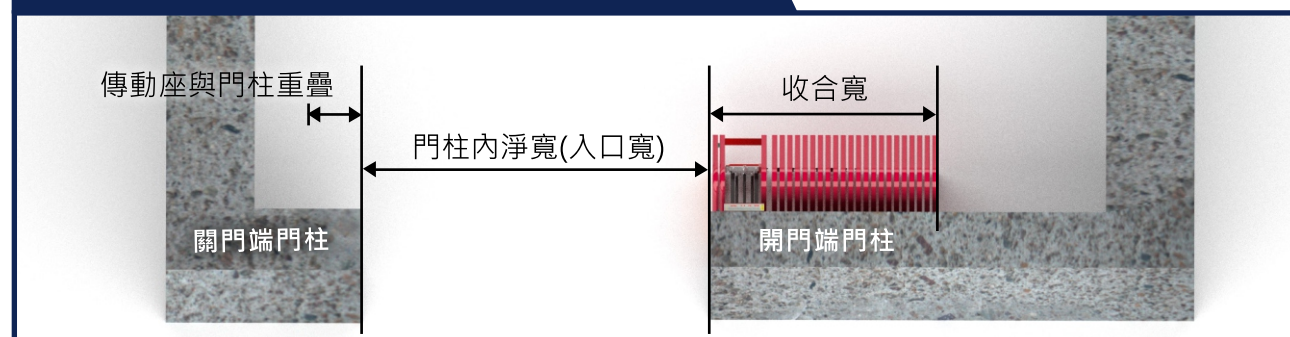 傳動座與門柱重疊
收合寬
門柱內淨寬(入口寬)
關門端門柱
開門端門柱